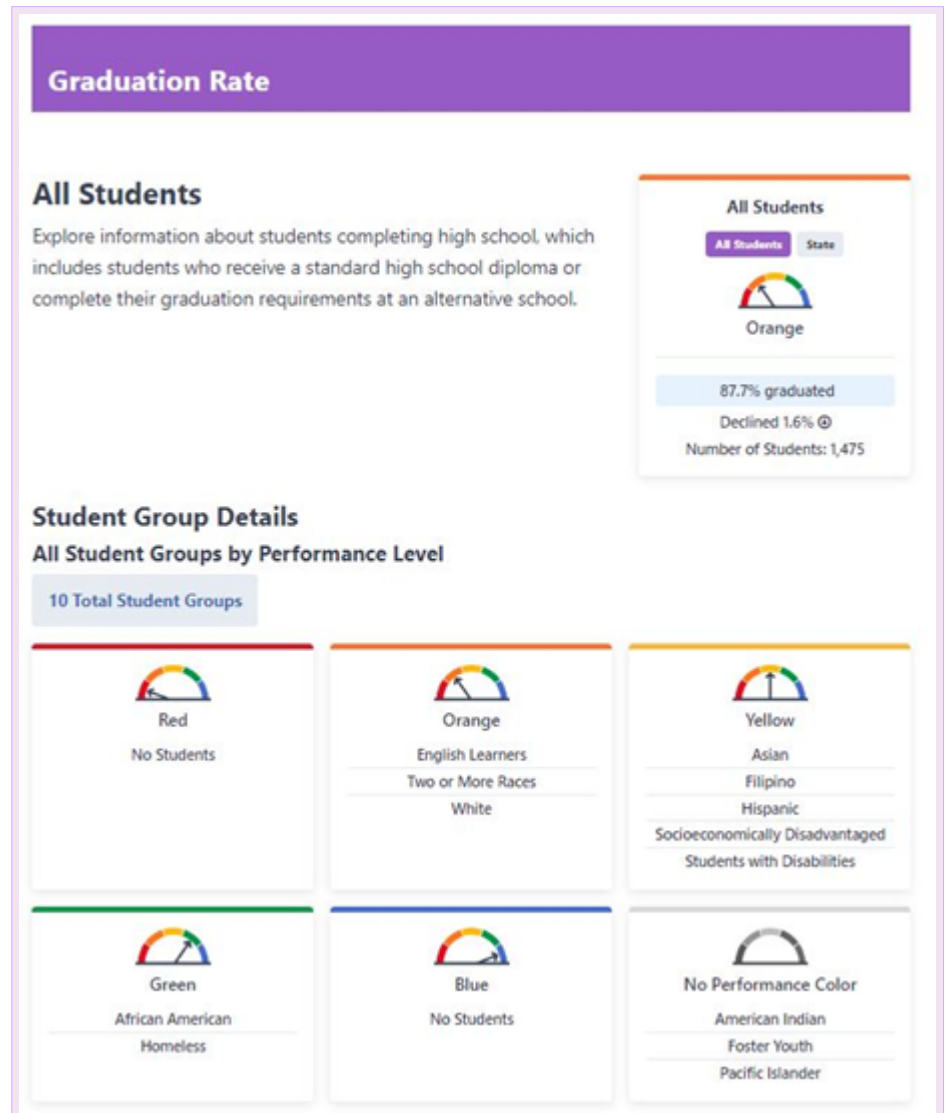 Graduation Rate
All Students
Explore information about students completing high school, which
includes students who receive a standard high school diploma or
complete their graduation requirements at an alternative school.
All Students
All Students State
Orange
87.7% graduated
Declined 1.6%
Number of Students: 1,475
Student Group Details
All Student Groups by Performance Level
10 Total Student Groups
Red
No Students
Orange
English Learners
Two or More Races
White
Yellow
Asian
Filipino
Hispanic
Socioeconomically Disadvantaged
Students with Disabilities
Green
African American
Homeless
Blue
No Students
No Performance Color
American Indian
Foster Youth
Pacific Islander